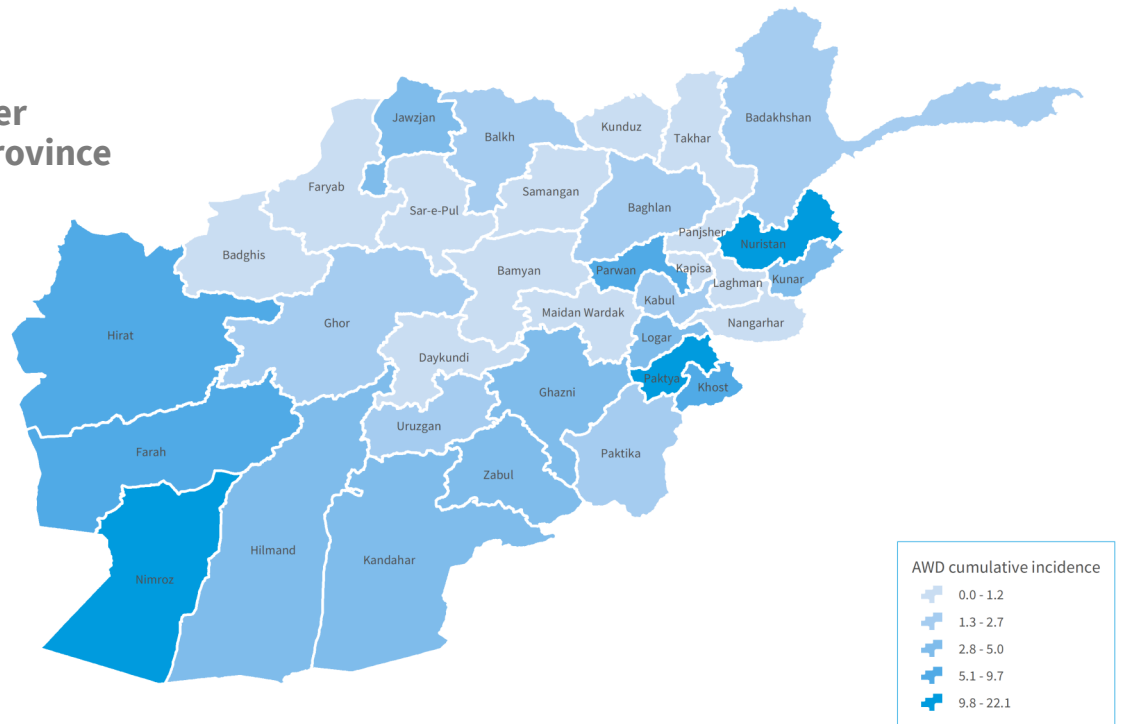 er
rovince
Jawzjan
Balkh
Kunduz
Takhar
Badakhshan
Faryab
Sar-e-Pul
Samangan
Baghlan
Panjsher
Nuristan
Badghis
Bamyan
Parwan
Kapisa
Laghman
Kunar
Hirat
Ghor
Maidan Wardak
Kabul
Nangarhar
Daykundi
Logar
Ghazni
Paktya
Khost
Farah
Uruzgan
Paktika
Zabul
Nimroz
Hilmand
Kandahar
AWD cumulative incidence
0.0 - 1.2
1.3 - 2.7
2.8 - 5.0
5.1 - 9.7
9.8 - 22.1